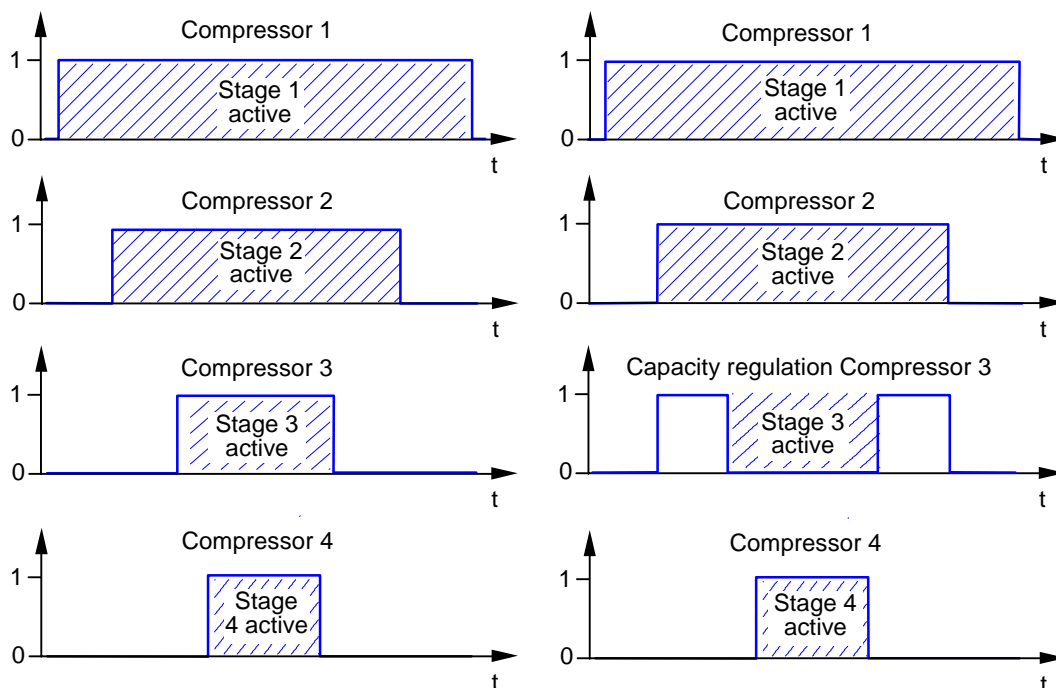 Compressor 1
1
Stage 1
active
0
t
Compressor 2
1
Stage 2
active
0
t
Compressor 3
1
Stage 3
active
0
t
Compressor 4
1
Stage
4 active
0
t
Compressor 1
1
Stage 1
active
0
t
Compressor 2
1
Stage 2
active
0
t
Capacity regulation Compressor 3
1
Stage 3
active
0
t
Compressor 4
1
Stage 4
active
0
t